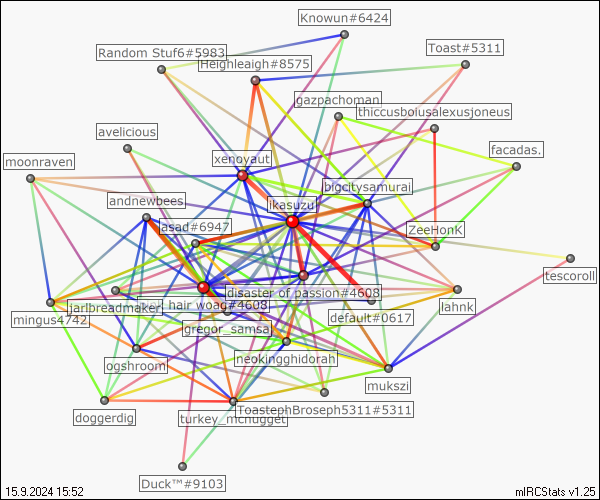 Knowun#6424
Random Stuf6#5983
Toast#5311
Heighleigh#8575
gazpachoman
thiccusboiusalexusjoneus
avelicious
facadas.
moonraven
xenoyaut
bigcitysamurai
andnewbees
ikasuzu
jasad#6947
ZeeHonK
tescoroll
disaster of passion#4608
hair woag#4608
jarlbreadmaker
lahnk
mingus4742
default#0617
gregor_samsa
neokingghidorah
ogshroom
mukszi
doggerdig
ToastephBroseph5311#5311
turkey_mcnugget
Duck™#9103
15.9.2024 15:52
mIRCStats v1.25